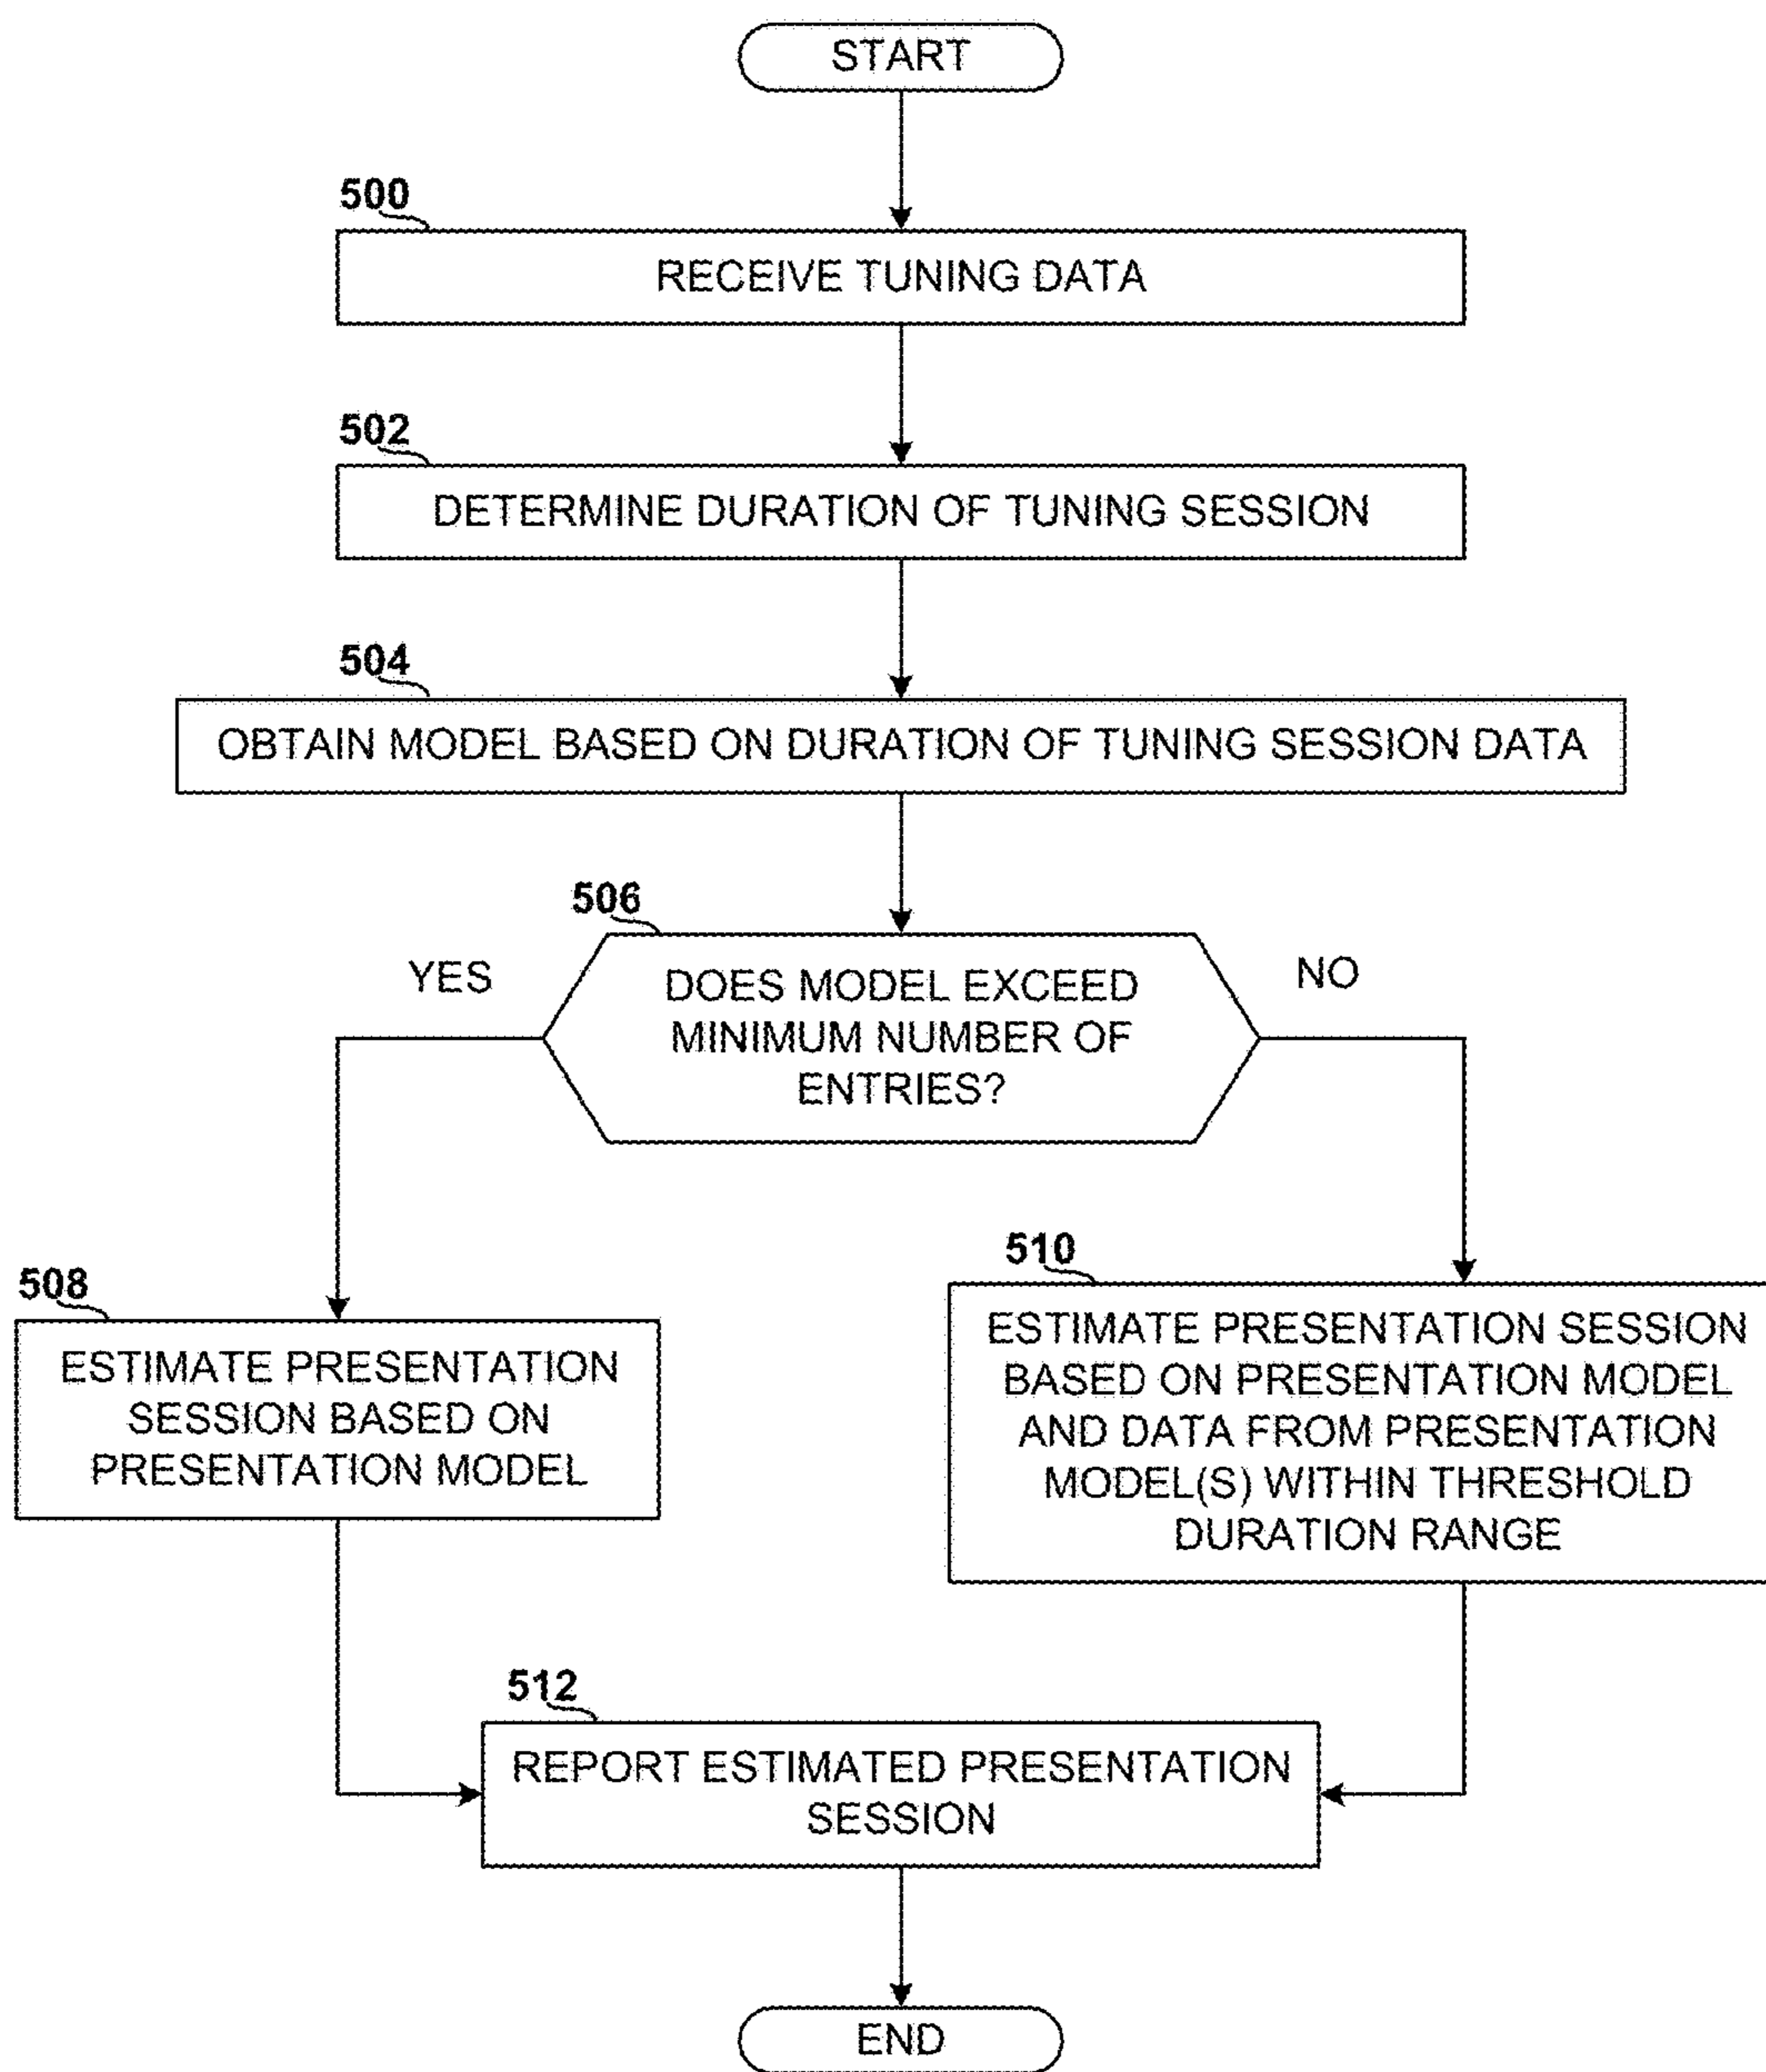 START
500
RECEIVE TUNING DATA
502
DETERMINE DURATION OF TUNING SESSION
504
OBTAIN MODEL BASED ON DURATION OF TUNING SESSION DATA
506
YES
DOES MODEL EXCEED
MINIMUM NUMBER OF
ENTRIES?
NO
508
ESTIMATE PRESENTATION
SESSION BASED ON
PRESENTATION MODEL
510
ESTIMATE PRESENTATION SESSION
BASED ON PRESENTATION MODEL
AND DATA FROM PRESENTATION
MODEL(S) WITHIN THRESHOLD
DURATION RANGE
512
REPORT ESTIMATED PRESENTATION
SESSION
END